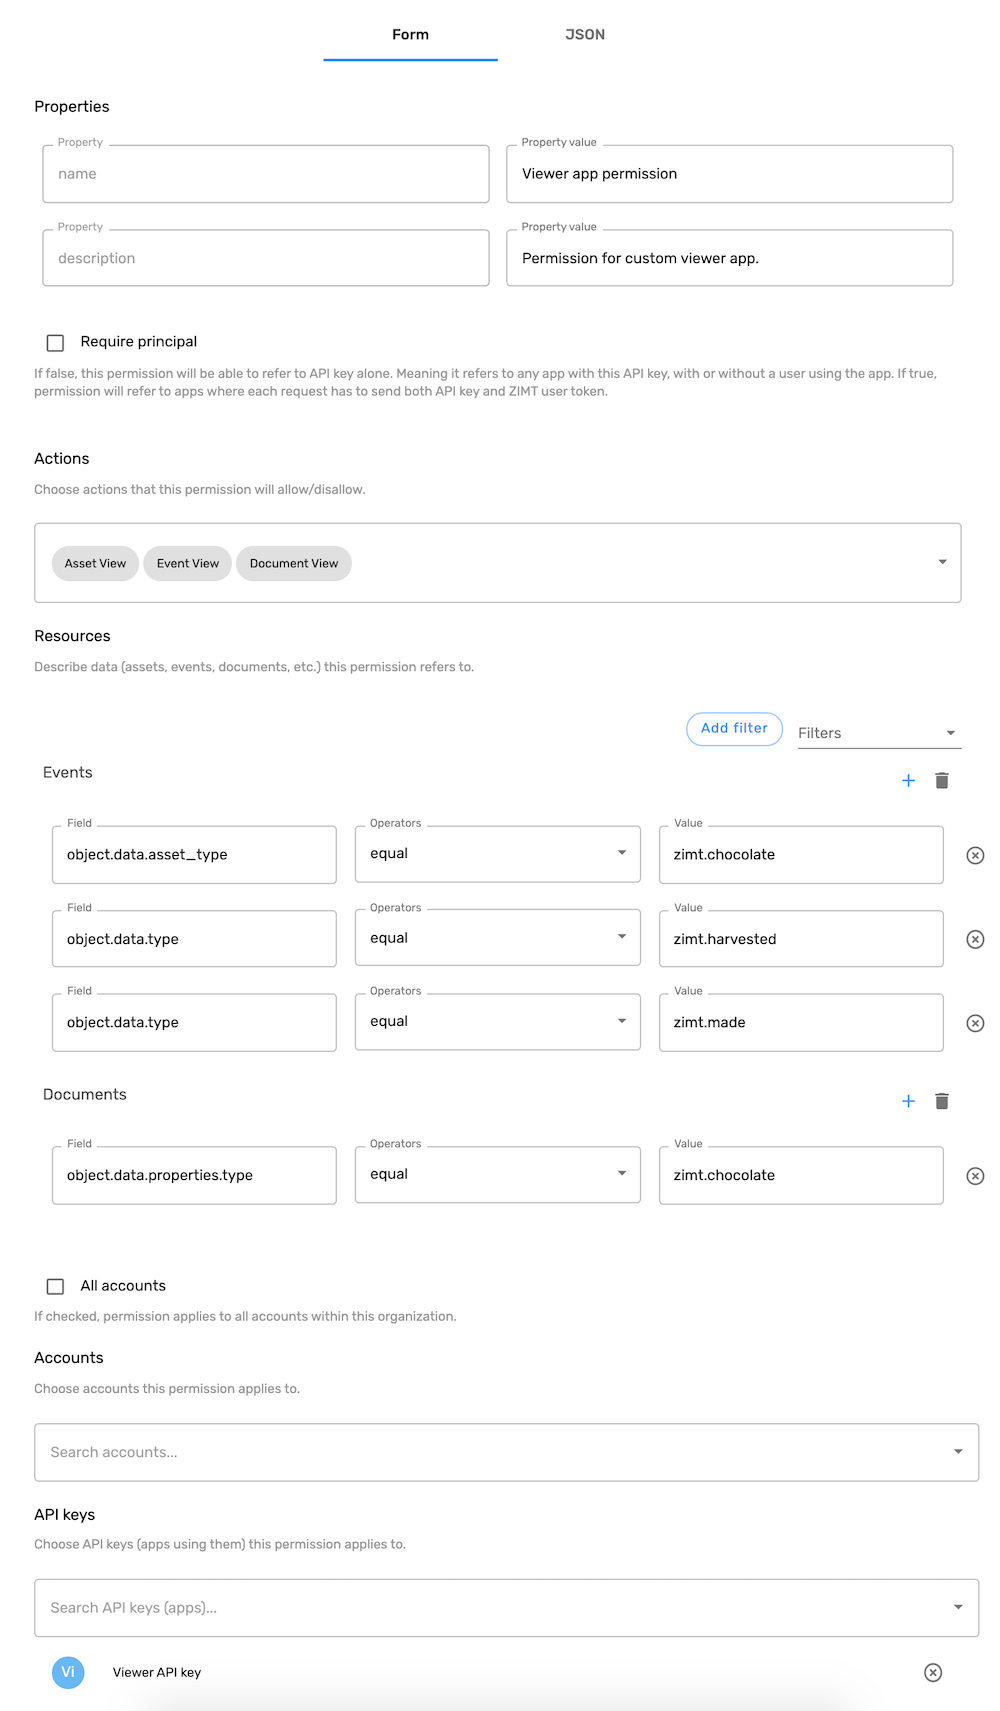 Form JSON
Properties
Property Property value
name Viewer app permission
Property Property value
description Permission for custom viewer app.
Require principal
If false, this permission will be able to refer to API key alone. Meaning it refers to any app with this API key, with or without a user using the app. If true,
permission will refer to apps where each request has to send both API key and ZIMT user token.
Actions
Choose actions that this permission will allow/disallow.
Asset View Event View Document View
Resources
Describe data (assets, events, documents, etc.) this permission refers to.
Add filter Filters
Events
+
Field Operators Value
object.data.asset_type equal zimt.chocolate
Field Operators Value
object.data.type equal zimt.harvested
Field Operators Value
object.data.type equal zimt.made
Documents
+
Field Operators Value
object.data.properties.type equal zimt.chocolate
All accounts
If checked, permission applies to all accounts within this organization.
Accounts
Choose accounts this permission applies to.
Search accounts...
API keys
Choose API keys (apps using them) this permission applies to.
Search API keys (apps)...
Vi Viewer API key